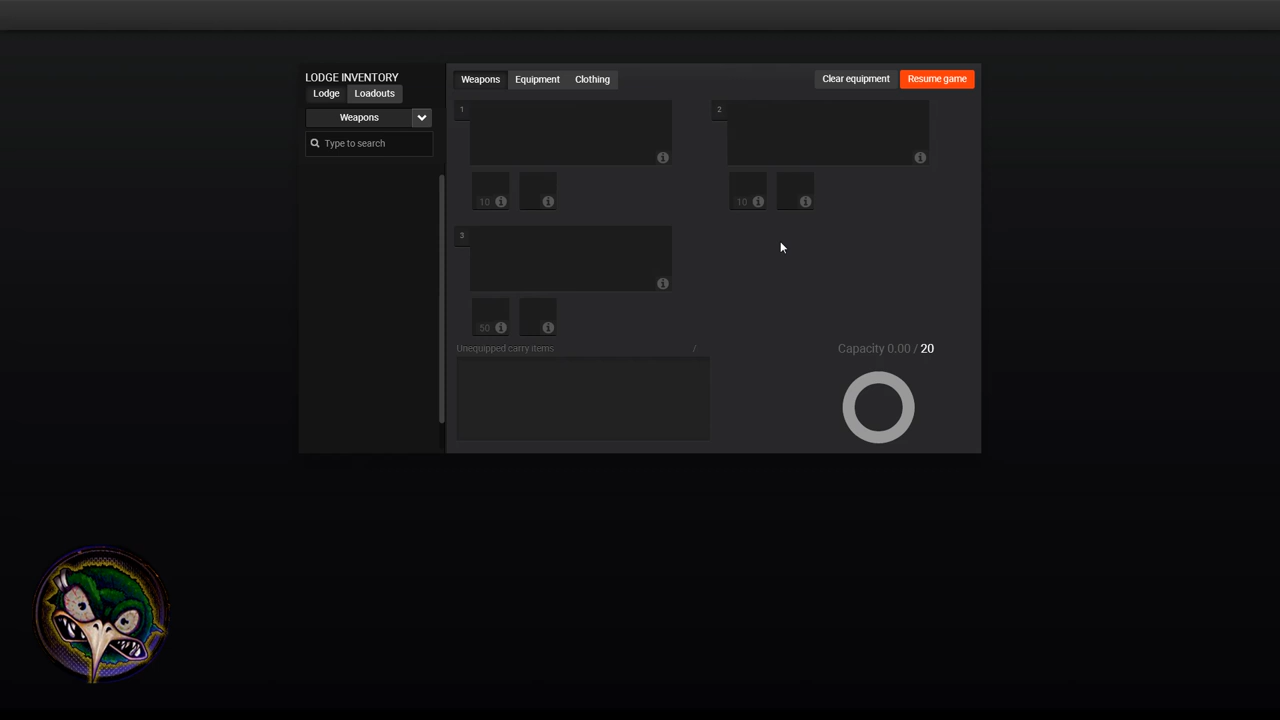 LODGE INVENTORY
Lodge Loadouts
Weapons
Type to search
Weapons Equipment Clothing
Clear equipment Resume game
1
10
2
10
3
50
Unequipped carry items /
Capacity 0.00 / 20